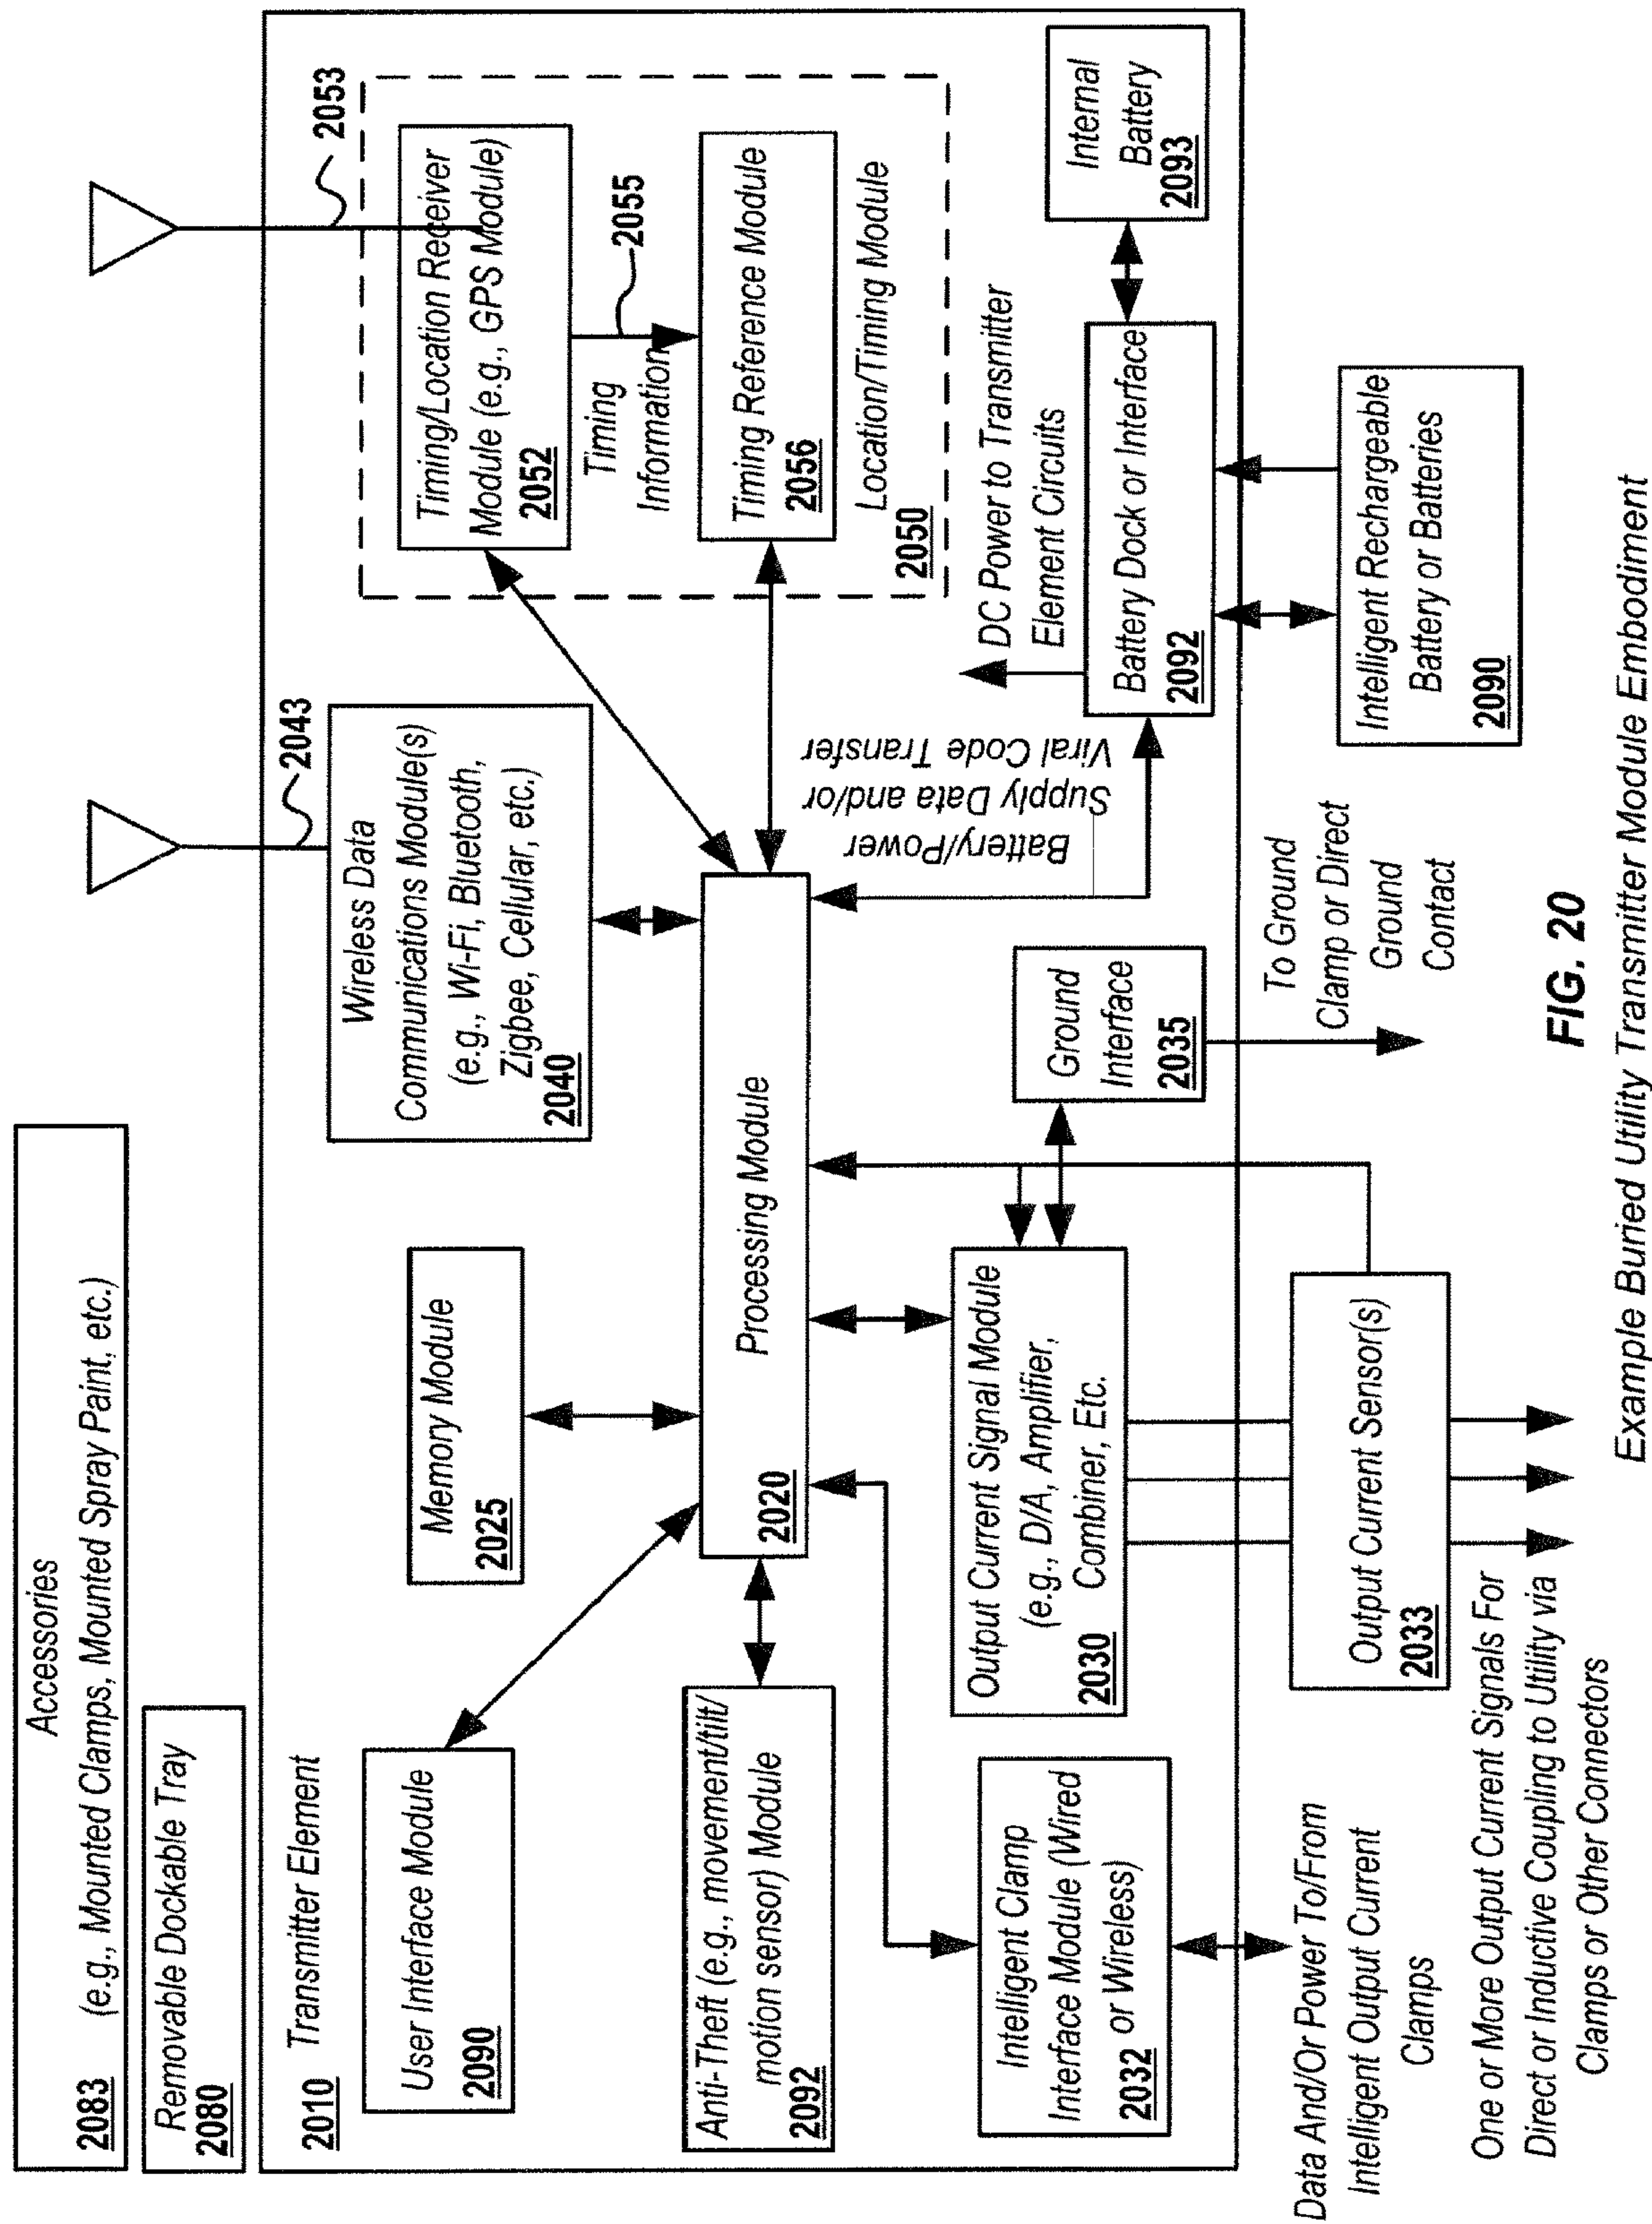 Accessories
2083 (e.g., Mounted Clamps, Mounted Spray Paint, etc.)
Removable Dockable Tray
2080
2010 Transmitter Element
2043
2053
User Interface Module
2090
Memory Module
2025
Wireless Data
Communications Module(s)
(e.g., Wi-Fi, Bluetooth,
Zigbee, Cellular, etc.)
2040
Timing/Location Receiver
Module (e.g., GPS Module)
2052
Timing
Information
2055
Timing Reference Module
2056
Location/Timing Module
2050
Anti-Theft (e.g., movement/tilt/
motion sensor) Module
2092
Processing Module
2020
Battery/Power
Supply Data and/or
Viral Code Transfer
DC Power to Transmitter
Element Circuits
Intelligent Clamp
Interface Module (Wired
2032 or Wireless)
Output Current Signal Module
(e.g., D/A, Amplifier,
2030 Combiner, Etc.
Ground
Interface
2035
Battery Dock or Interface
2092
Internal
Battery
2093
Data And/Or Power To/From
Intelligent Output Current
Clamps
Output Current Sensor(s)
2033
To Ground
Clamp or Direct
Ground
Contact
Intelligent Rechargeable
Battery or Batteries
2090
One or More Output Current Signals For
Direct or Inductive Coupling to Utility via
Clamps or Other Connectors
FIG. 20
Example Buried Utility Transmitter Module Embodiment